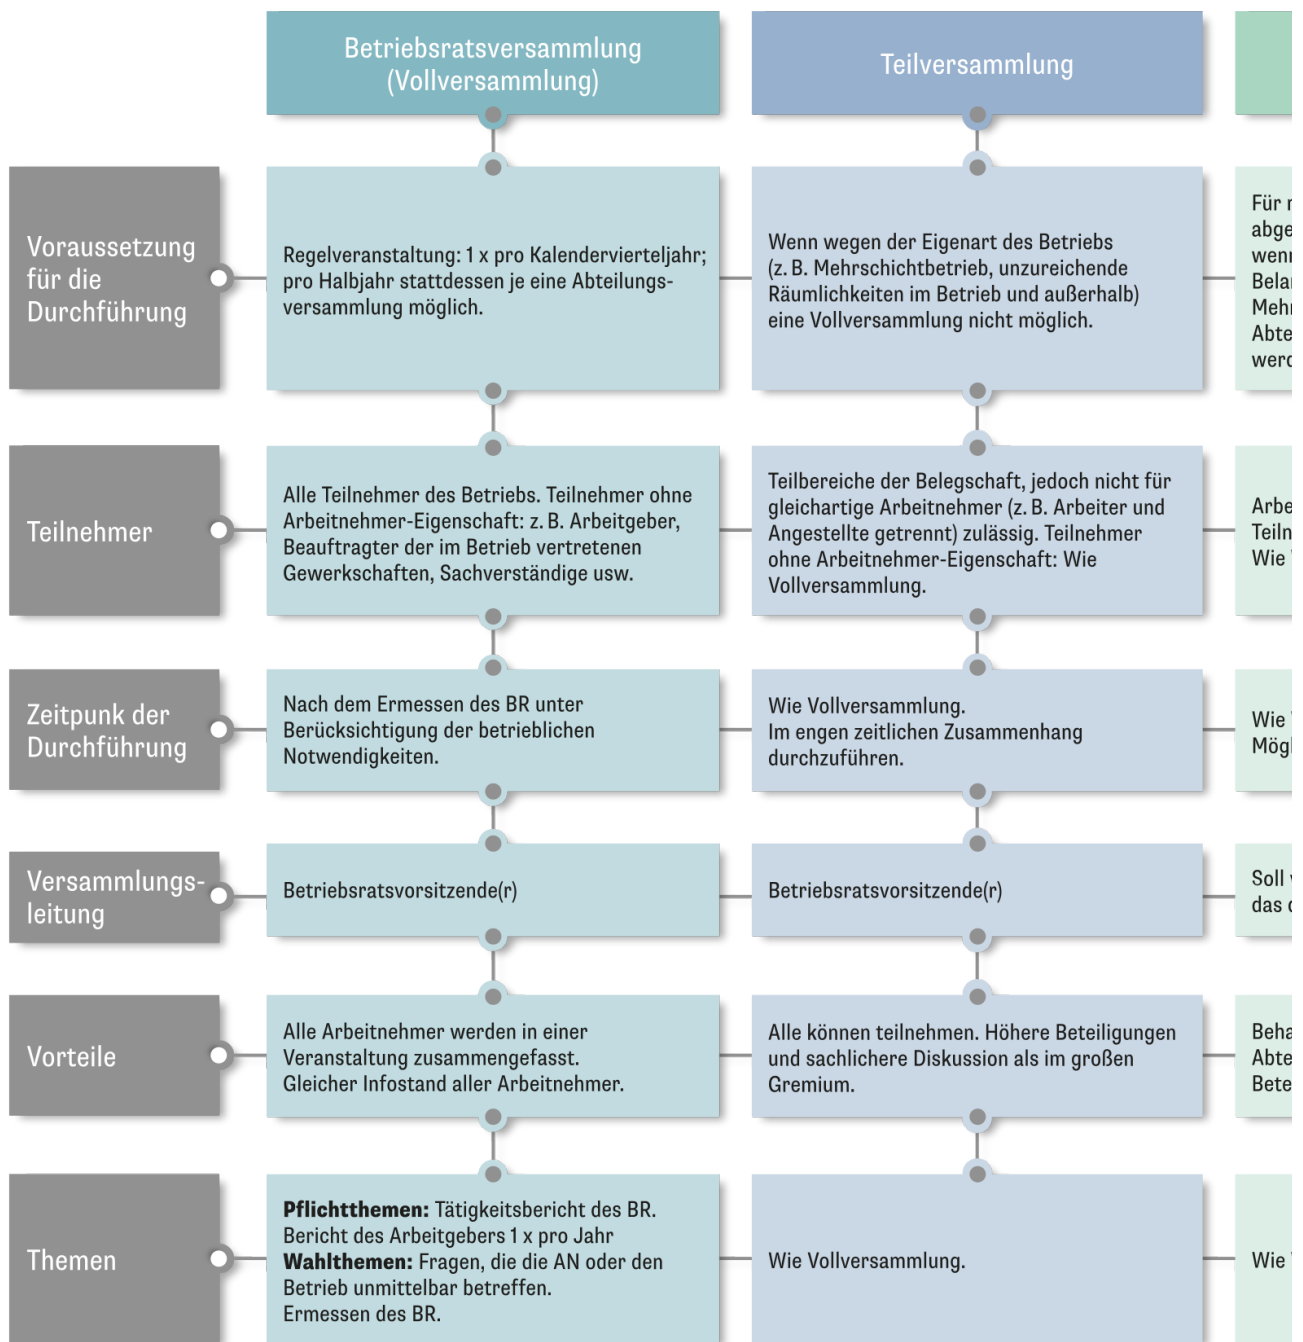 Betriebsratsversammlung
(Vollversammlung)
Teilversammlung
Voraussetzung
für die
Durchführung
Regelveranstaltung: 1 x pro Kalendervierteljahr;
pro Halbjahr stattdessen je eine Abteilungs-
versammlung möglich.
Wenn wegen der Eigenart des Betriebs
(z. B. Mehrschichtbetrieb, unzureichende
Räumlichkeiten im Betrieb und außerhalb)
eine Vollversammlung nicht möglich.
Für
Teilnehmer
Alle Teilnehmer des Betriebs. Teilnehmer ohne
Arbeitnehmer-Eigenschaft: z. B. Arbeitgeber,
Beauftragter der im Betrieb vertretenen
Gewerkschaften, Sachverständige usw.
Teilbereiche der Belegschaft, jedoch nicht für
gleichartige Arbeitnehmer (z. B. Arbeiter und
Angestellte getrennt) zulässig. Teilnehmer
ohne Arbeitnehmer-Eigenschaft: Wie
Vollversammlung.
Wie
Zeitpunk der
Durchführung
Nach dem Ermessen des BR unter
Berücksichtigung der betrieblichen
Notwendigkeiten.
Wie Vollversammlung.
Im engen zeitlichen Zusammenhang
durchzuführen.
Wie
Versammlungs-
leitung
Betriebsratsvorsitzende(r)
Betriebsratsvorsitzende(r)
Soll
das
Vorteile
Alle Arbeitnehmer werden in einer
Veranstaltung zusammengefasst.
Gleicher Infostand aller Arbeitnehmer.
Alle können teilnehmen. Höhere Beteiligungen
und sachlichere Diskussion als im großen
Gremium.
Themen
Pflichtthemen: Tätigkeitsbericht des BR.
Bericht des Arbeitgebers 1 x pro Jahr
Wahlthemen: Fragen, die die AN oder den
Betrieb unmittelbar betreffen.
Ermessen des BR.
Wie Vollversammlung.
Wie